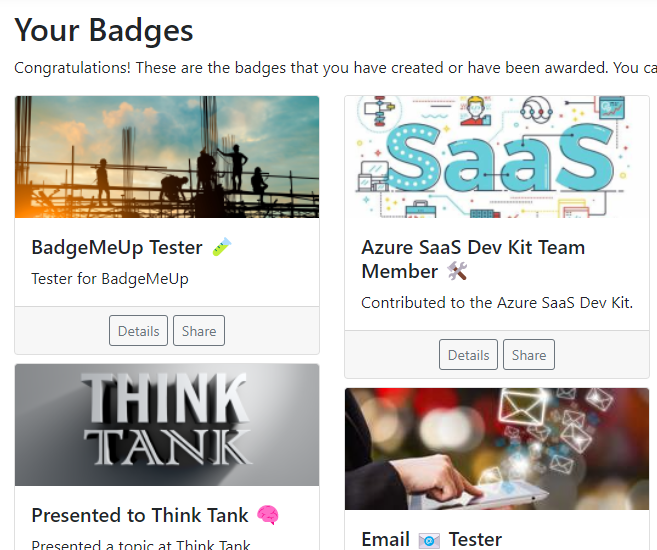 Your Badges
Congratulations! These are the badges that you have created or have been awarded. You ca
SaaS
BadgeMeUp Tester
Tester for BadgeMeUp
Details
Share
Azure SaaS Dev Kit Team
Member
Contributed to the Azure SaaS Dev Kit.
Details
Share
THINK
TANK
Presented to Think Tank
Presented a topic at Think Tank
Email Tester